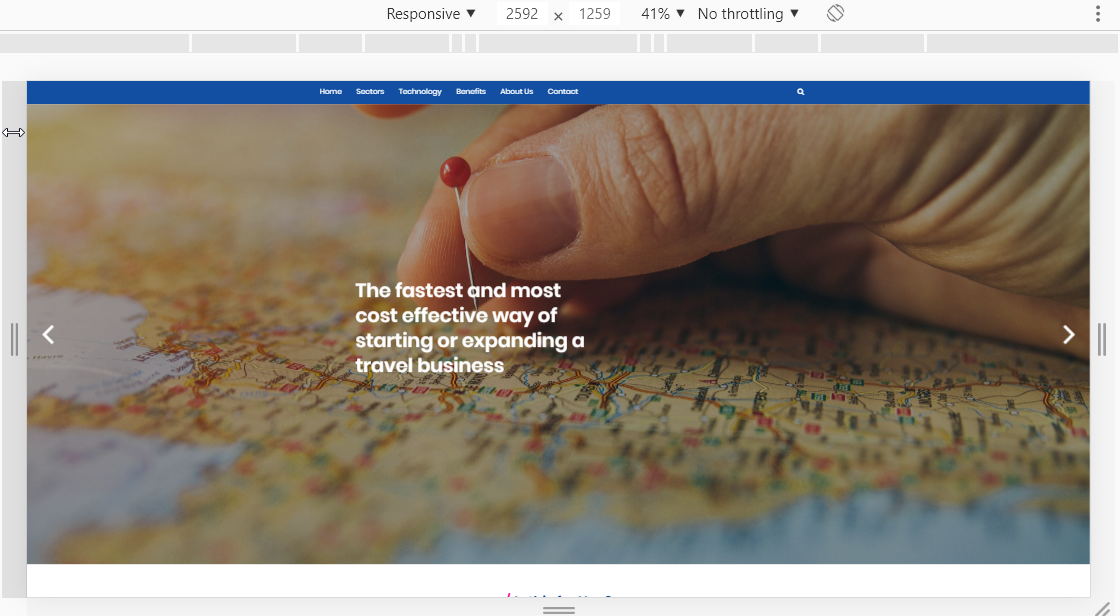 Responsive ▼ 2592 × 1259 41% ▼ No throttling ▼
Home Sectors Technology Benefits About Us Contact
The fastest and most
cost effective way of
starting or expanding a
travel business